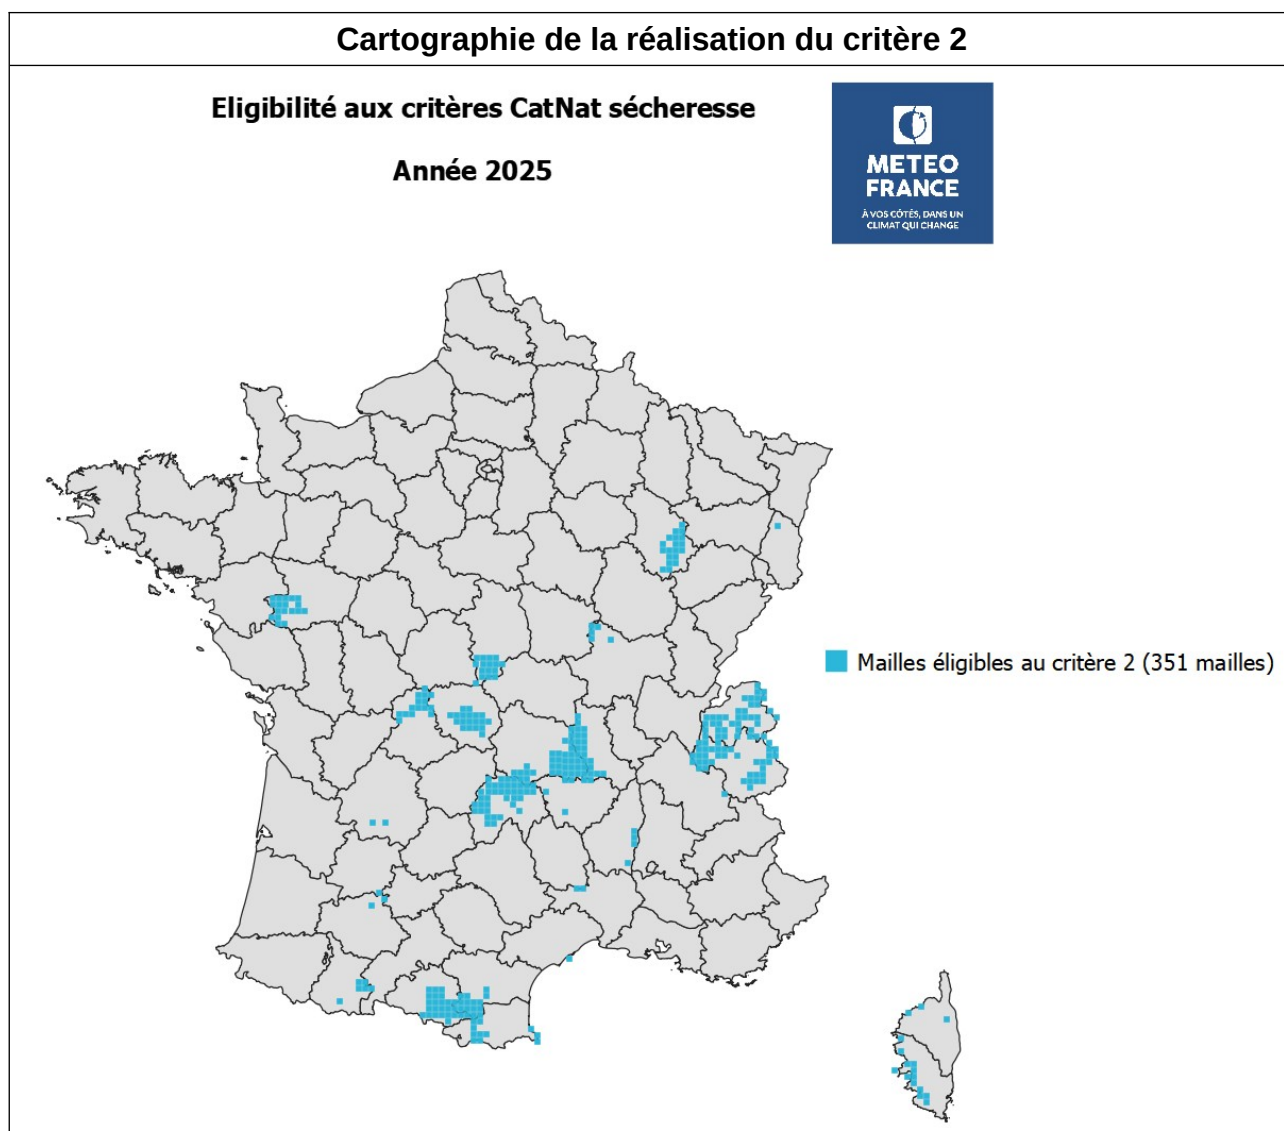 Cartographie de la réalisation du critère 2
Eligibilité aux critères CatNat sécheresse
Année 2025
METEO
FRANCE
À VOS CÔTÉS, DANS UN
CLIMAT QUI CHANGE
Mailles éligibles au critère 2 (351 mailles)